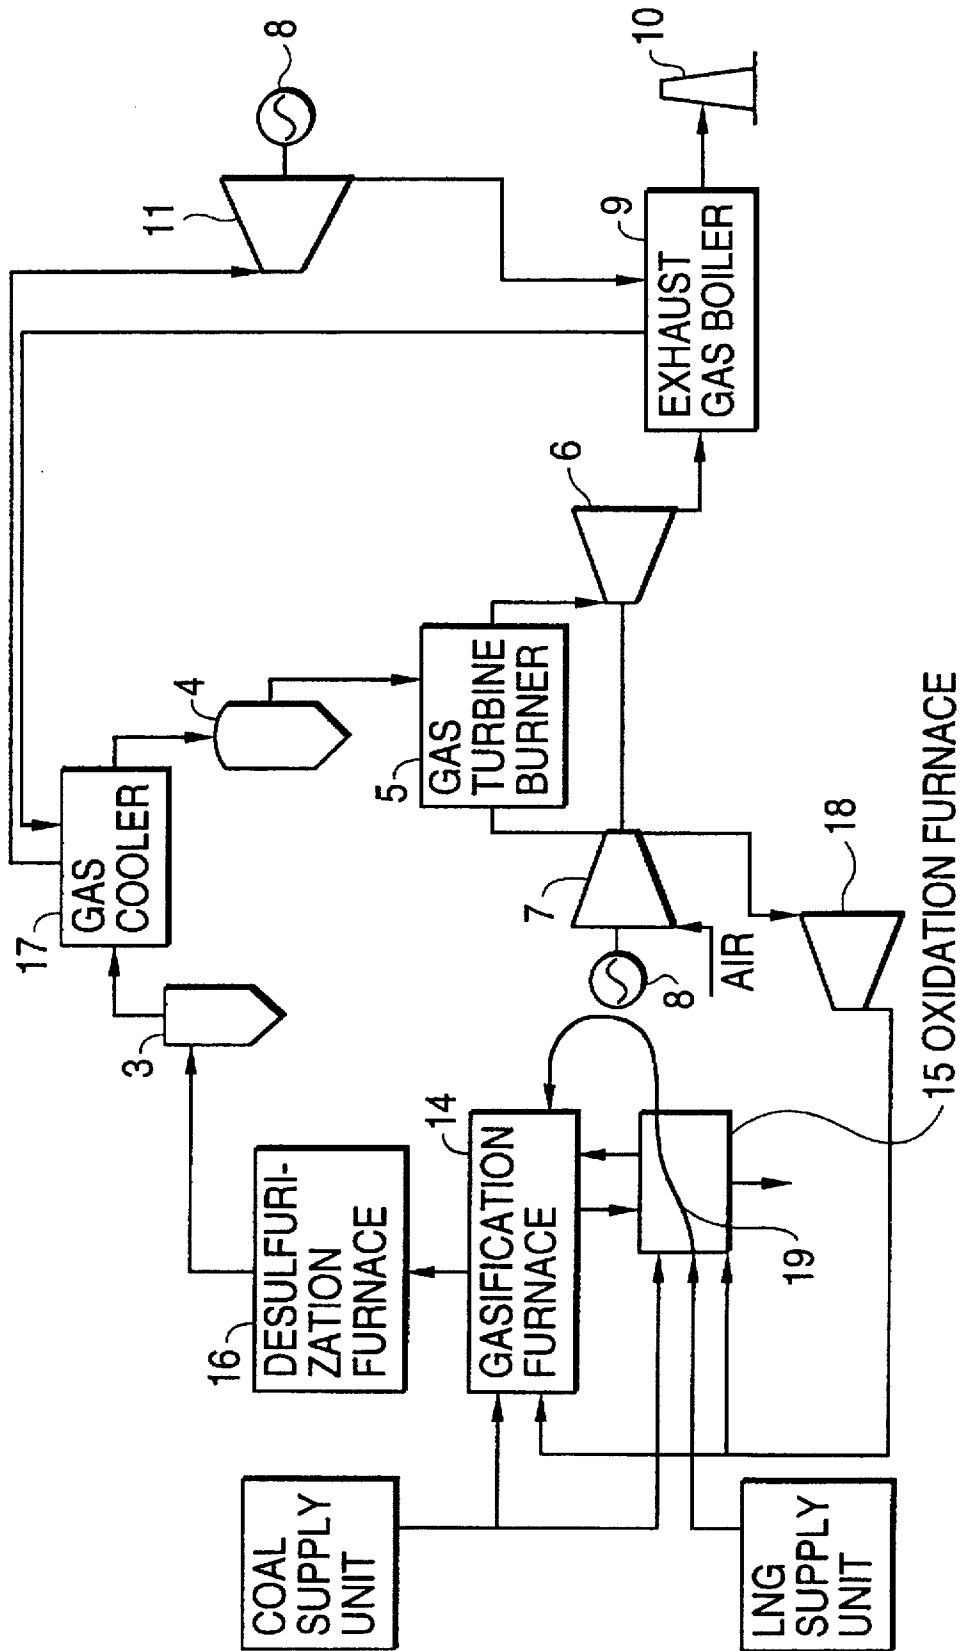 COAL
SUPPLY
UNIT
LNG
SUPPLY
UNIT
16
DESULFURI-
ZATION
FURNACE
14
GASIFICATION
FURNACE
19
15 OXIDATION FURNACE
3
17
GAS
COOLER
4
5
GAS
TURBINE
BURNER
7
8
AIR
18
6
11
8
9
EXHAUST
GAS BOILER
10